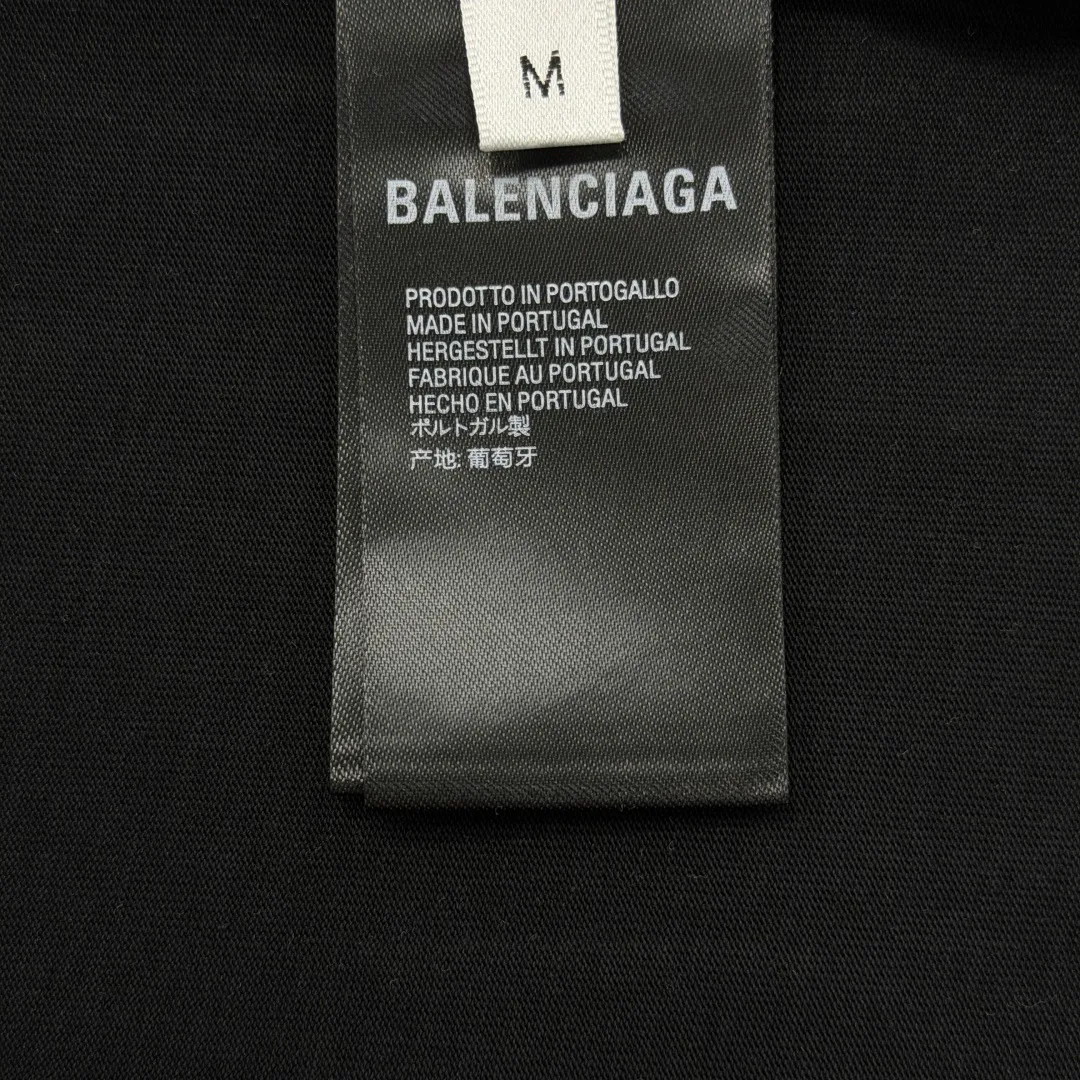 M
BALENCIAGA
PRODOTTO IN PORTOGALLO
MADE IN PORTUGAL
HERGESTELLT IN PORTUGAL
FABRIQUE AU PORTUGAL
HECHO EN PORTUGAL
ポルトガル製
产地: 葡萄牙